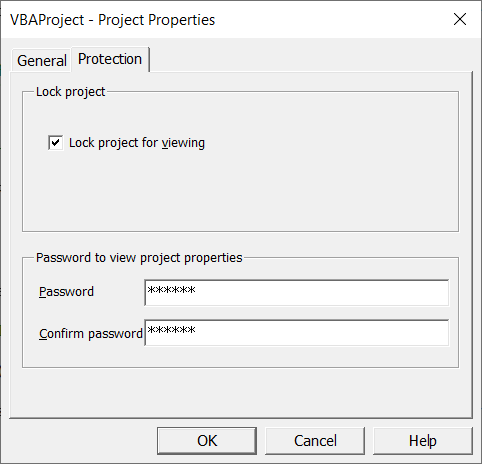 VBAProject - Project Properties
General Protection
Lock project
Lock project for viewing
Password to view project properties
Password ******
Confirm password ******
OK Cancel Help